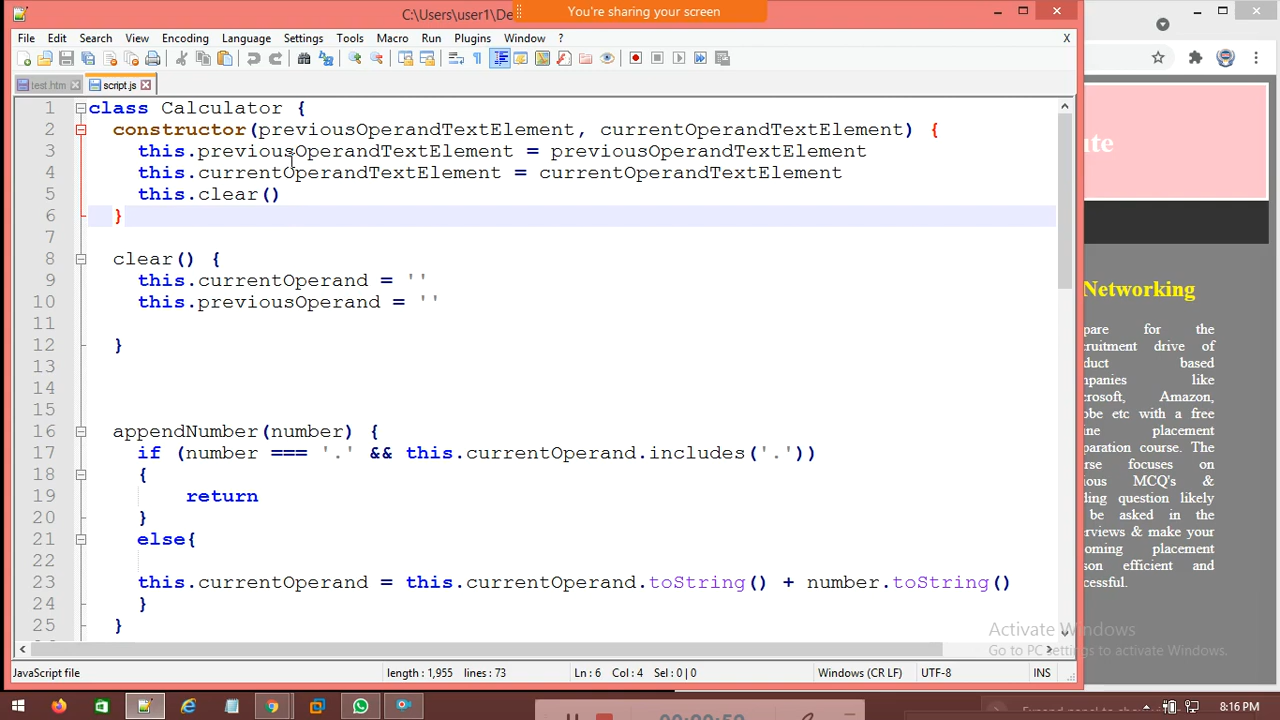 C:\Users\user1\De
You're sharing your screen
File Edit Search View Encoding Language Settings Tools Macro Run Plugins Window ? X
test.htm script.js
1 class Calculator {
2 constructor(previousOperandTextElement, currentOperandTextElement) {
3 this.previousOperandTextElement = previousOperandTextElement
4 this.currentOperandTextElement = currentOperandTextElement
5 this.clear()
6 }
7
8 clear() {
9 this.currentOperand = ''
10 this.previousOperand = ''
11
12 }
13
14
15
16 appendNumber(number) {
17 if (number === '.' && this.currentOperand.includes('.'))
18 {
19 return
20 }
21 else{
22
23 this.currentOperand = this.currentOperand.toString() + number.toString()
24 }
25 }
JavaScript file length : 1,955 lines : 73 Ln : 6 Col : 4 Sel : 0 | 0 Windows (CR LF) UTF-8 INS
ute
Networking
pare for the
cruitment drive of
duct based
mpanies like
crosoft, Amazon,
obe etc with a free
line placement
paration course. The
rse focuses on
ious MCQ's &
ding question likely
be asked in the
erviews & make your
coming placement
son efficient and
cessful.
Activate Windows
Go to PC settings to activate Windows.
8:16 PM